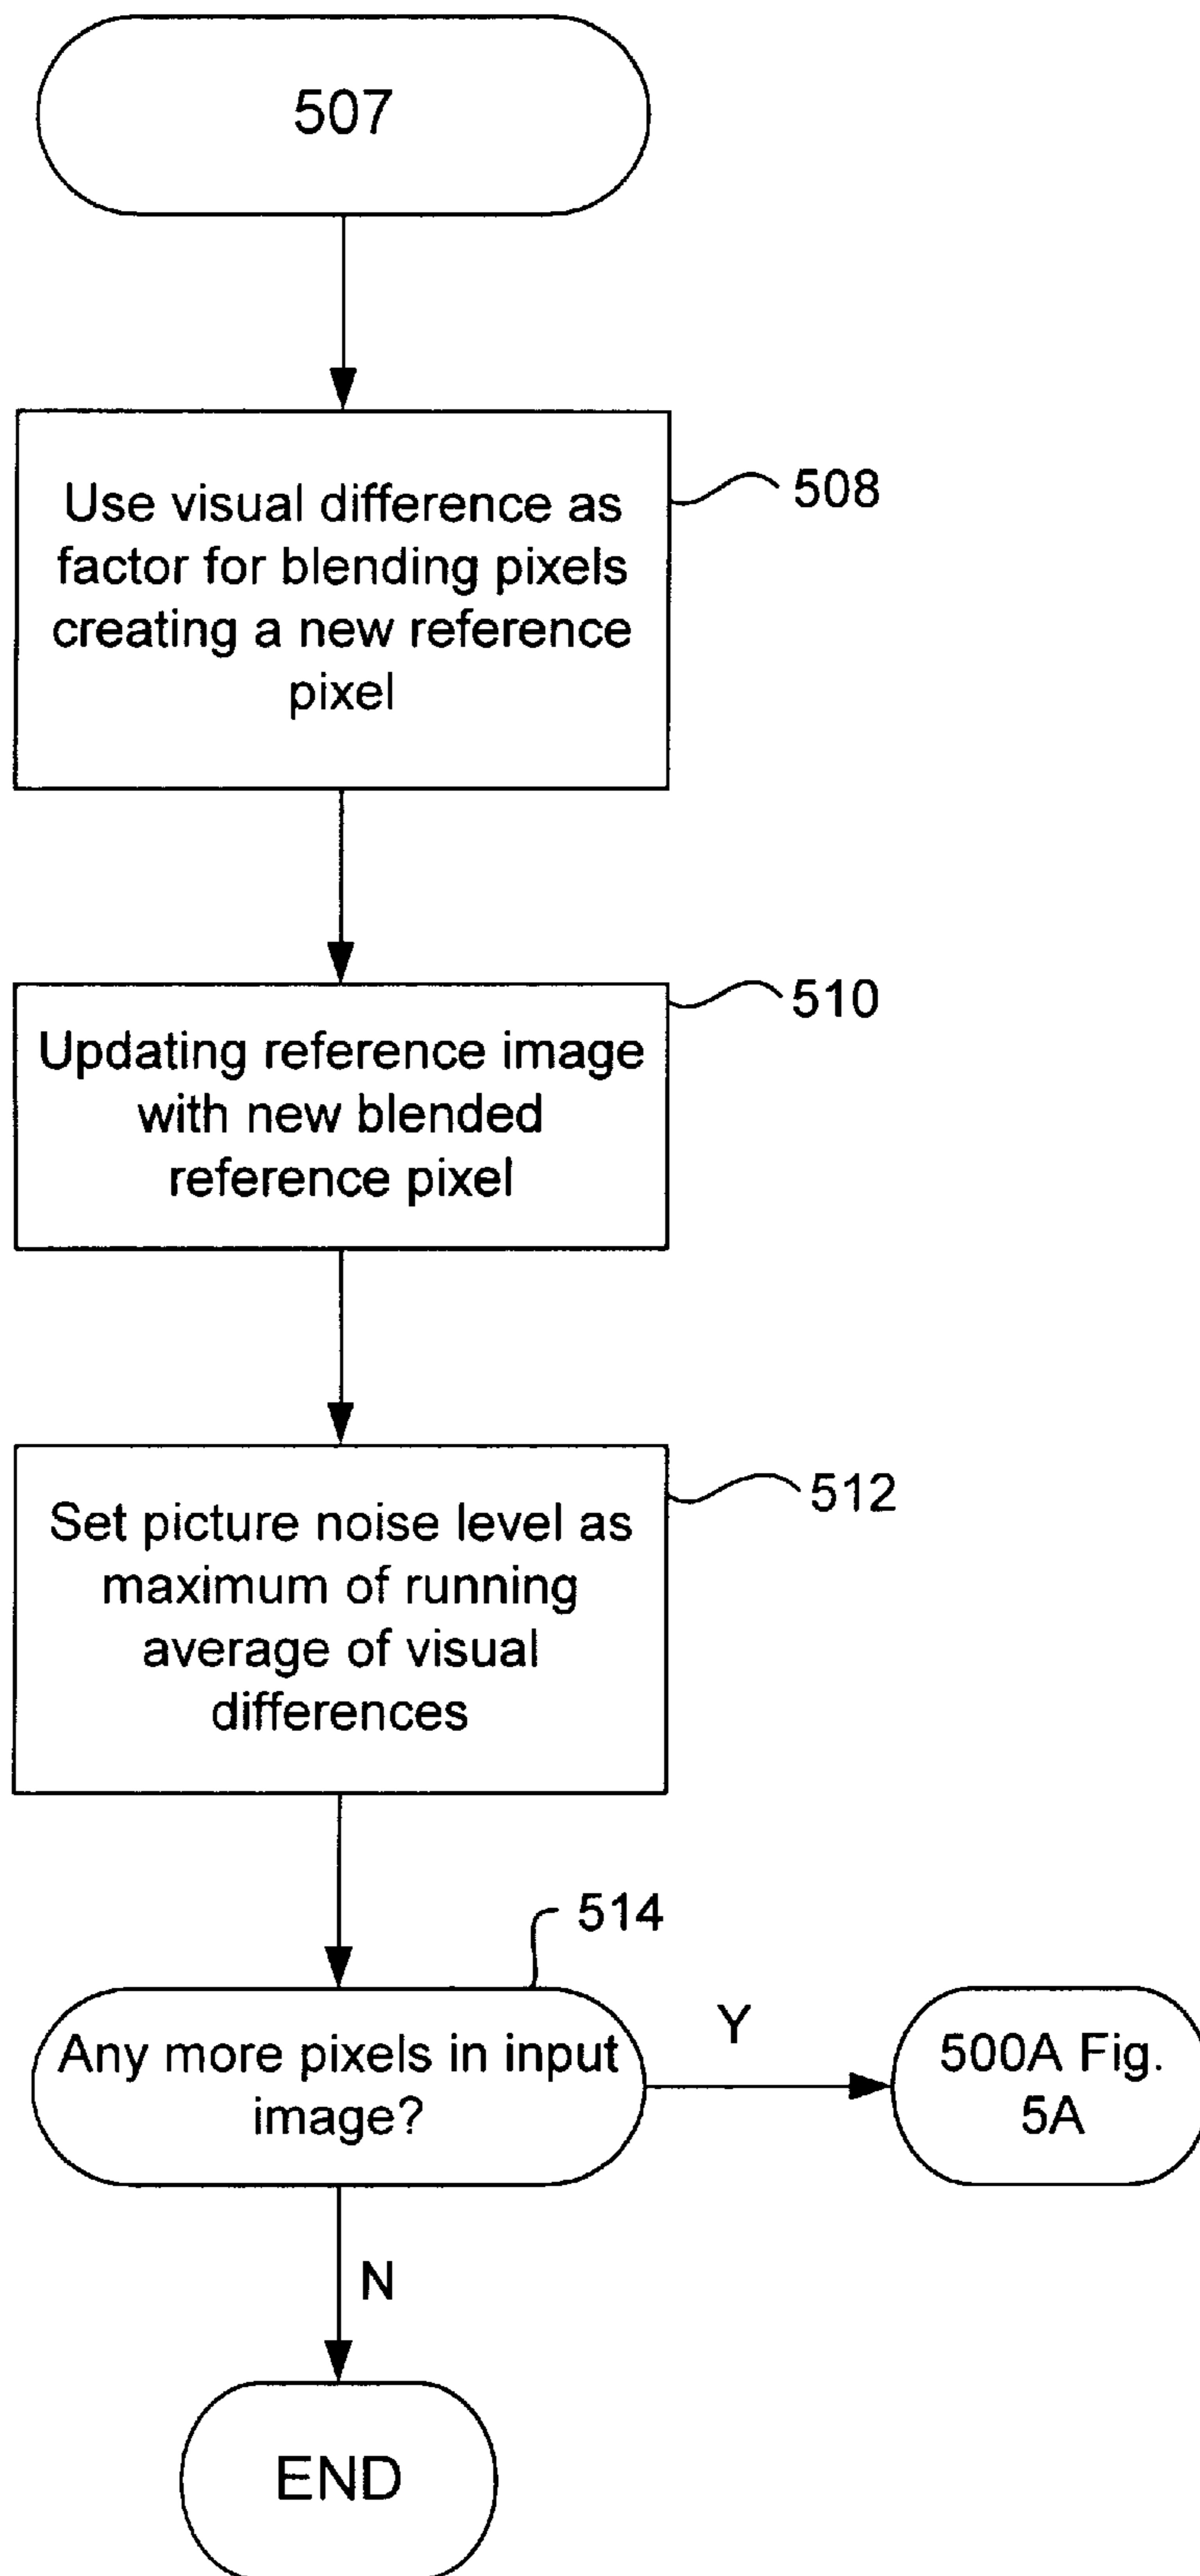 507
Use visual difference as
factor for blending pixels
creating a new reference
pixel
508
Updating reference image
with new blended
reference pixel
510
Set picture noise level as
maximum of running
average of visual
differences
512
514
Any more pixels in input
image?
Y
500A Fig.
5A
N
END